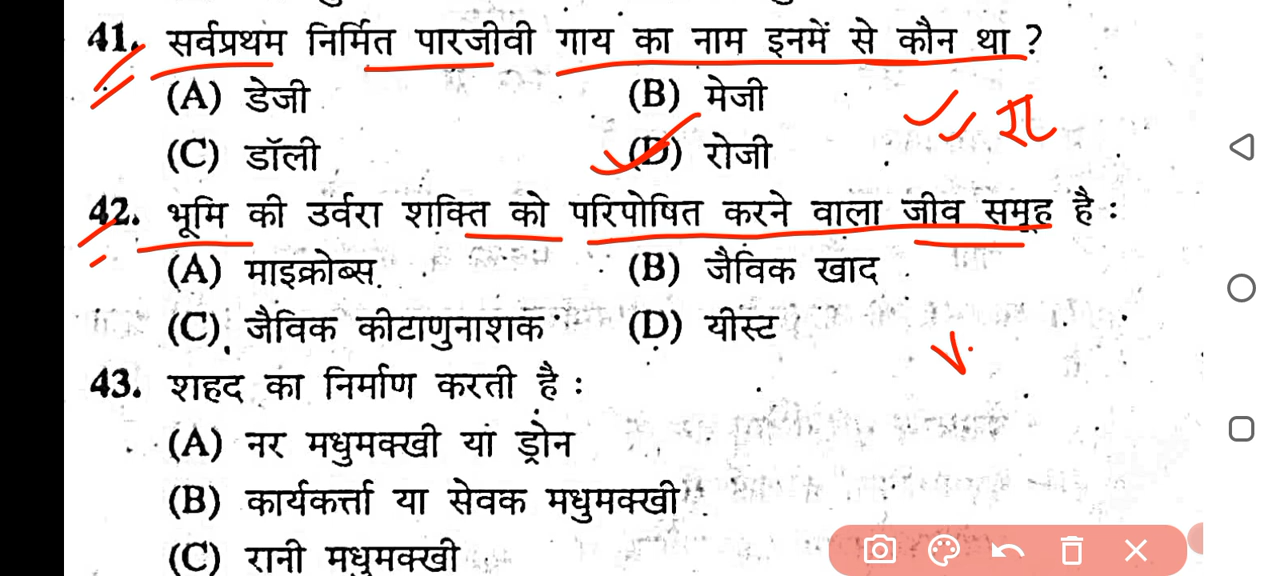 41. सर्वप्रथम निर्मित पारजीवी गाय का नाम इनमें से कौन था ?
(A) डेजी (B) मेजी
(C) डॉली (D) रोजी
42. भूमि की उर्वरा शक्ति को परिपोषित करने वाला जीव समूह है :
(A) माइक्रोब्स (B) जैविक खाद
(C) जैविक कीटाणुनाशक (D) यीस्ट
43. शहद का निर्माण करती है :
(A) नर मधुमक्खी या ड्रोन
(B) कार्यकर्त्ता या सेवक मधुमक्खी
(C) रानी मधुमक्खी